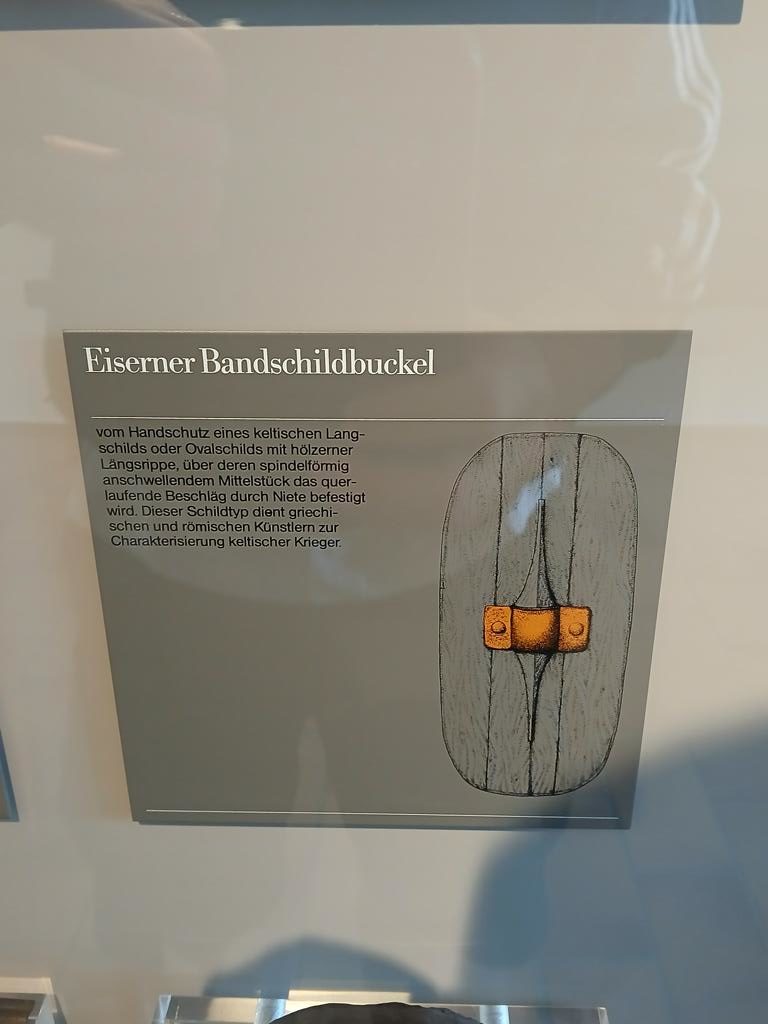 Eiserner Bandschildbuckel
vom Handschutz eines keltischen Lang-
schilds oder Ovalschilds mit hölzerner
Längsrippe, über deren spindelförmig
anschwellendem Mittelstück das quer-
laufende Beschläg durch Niete befestigt
wird. Dieser Schildtyp dient griechi-
schen und römischen Künstlern zur
Charakterisierung keltischer Krieger.